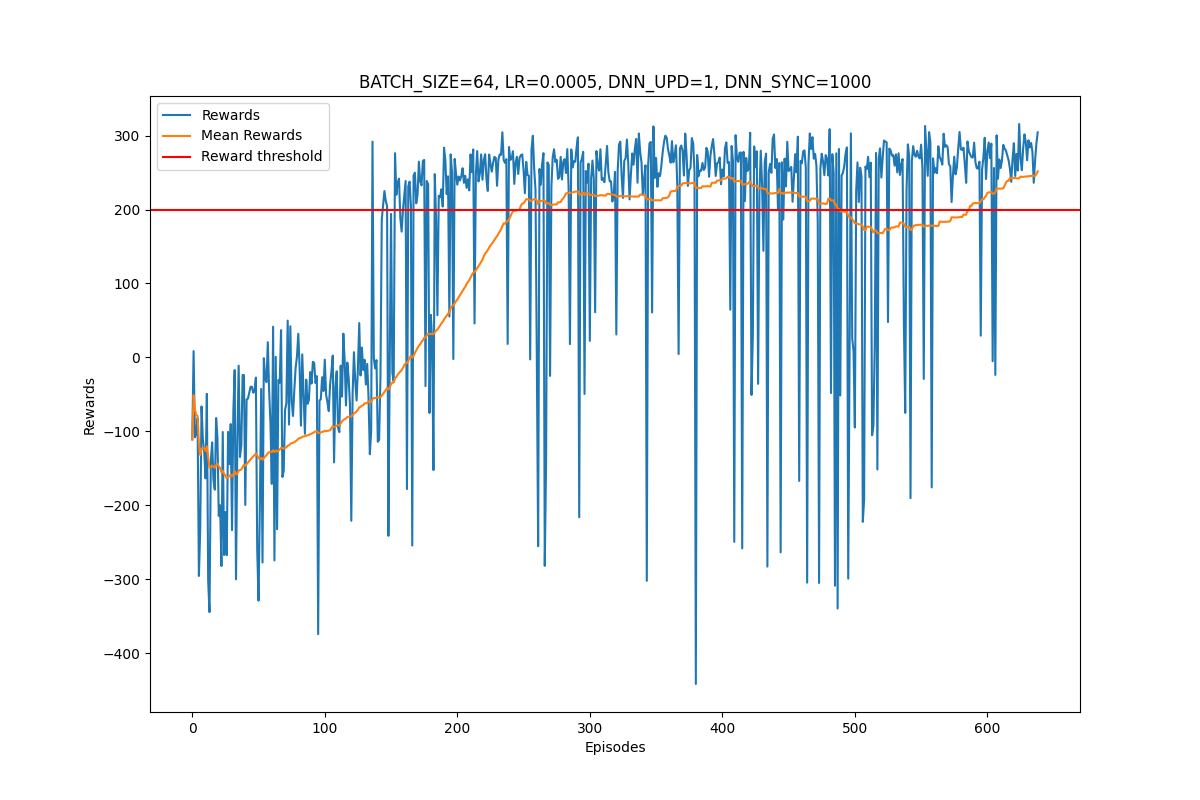 BATCH_SIZE=64, LR=0.0005, DNN_UPD=1, DNN_SYNC=1000
Rewards
Mean Rewards
Reward threshold
300
200
100
0
−100
−200
−300
−400
Rewards
0
100
200
300
400
500
600
Episodes